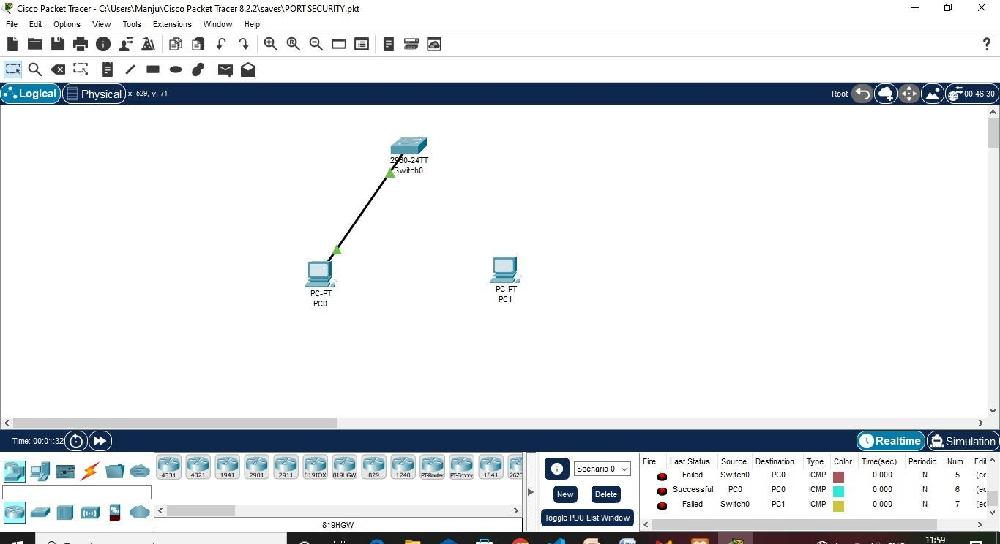 Cisco Packet Tracer - C:\Users\Manju\Cisco Packet Tracer 8.2.2\saves\PORT SECURITY.pkt
File Edit Options View Tools Extensions Window Help
Logical Physical x: 529, y: 71 Root 00:46:30
2960-24TT
Switch0
PC-PT
PC0
PC-PT
PC1
Time: 00:01:32 Realtime Simulation
4331 4321 1941 2901 2911 819IOX 819HGW 829 1240 PT-Router PT-Empty 1841 2620
819HGW
Scenario 0
New Delete
Toggle PDU List Window
Fire Last Status Source Destination Type Color Time(sec) Periodic Num Edit
Failed Switch0 PC0 ICMP 0.000 N 5 (ec
Successful PC0 PC0 ICMP 0.000 N 6 (ec
Failed Switch0 PC1 ICMP 0.000 N 7 (ec
11:59